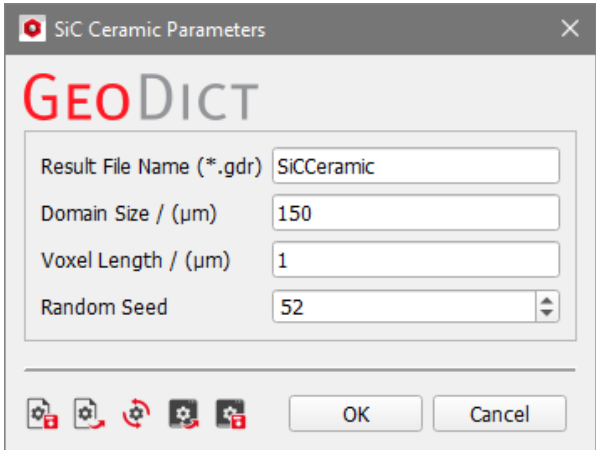 SiC Ceramic Parameters
GEODICT
Result File Name (*.gdr) SiCCeramic
Domain Size / (µm) 150
Voxel Length / (µm) 1
Random Seed 52
OK Cancel